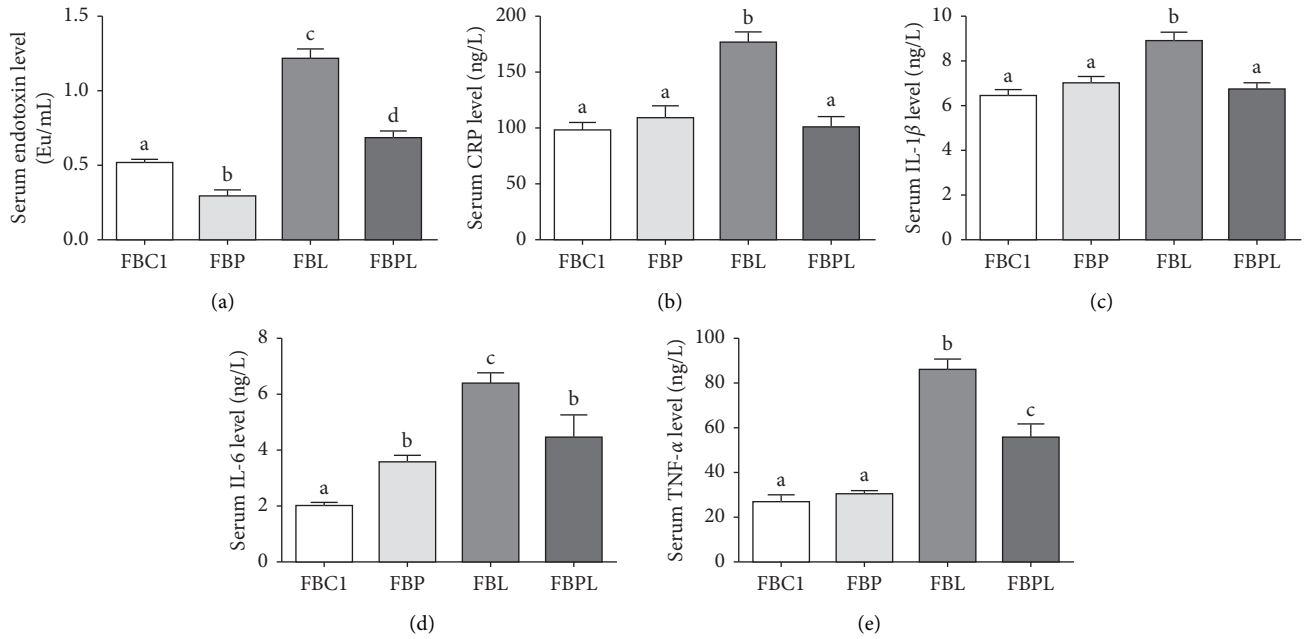 Serum endotoxin level
(Eu/mL)
1.5
1.0
0.5
0.0
a
b
c
d
FBC1 FBP FBL FBPL
(a)
Serum CRP level (ng/L)
200
150
100
50
0
a
a
b
a
FBC1 FBP FBL FBPL
(b)
Serum IL-1β level (ng/L)
10
8
6
4
2
0
a
a
b
a
FBC1 FBP FBL FBPL
(c)
Serum IL-6 level (ng/L)
8
6
4
2
0
a
b
c
b
FBC1 FBP FBL FBPL
(d)
Serum TNF-α level (ng/L)
100
80
60
40
20
0
a
a
b
c
FBC1 FBP FBL FBPL
(e)